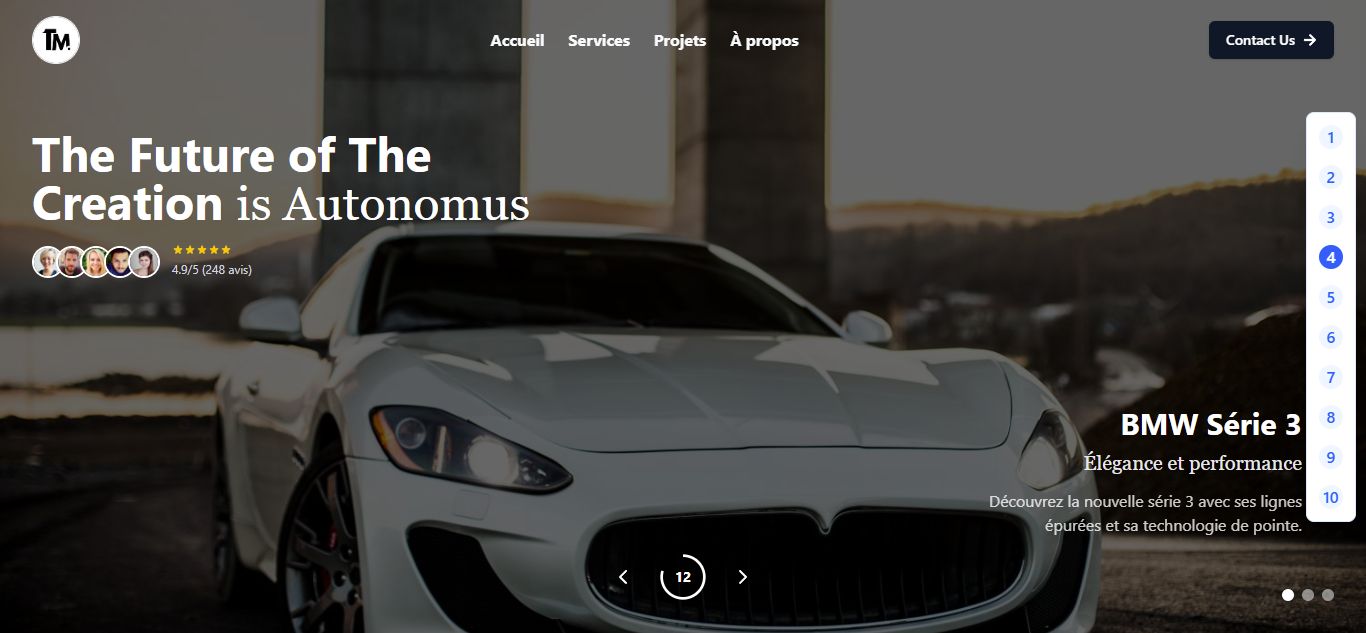 TM
Accueil Services Projets À propos
Contact Us
The Future of The
Creation is Autonomus
4.9/5 (248 avis)
1
2
3
4
5
6
7
8
9
10
BMW Série 3
Élégance et performance
Découvrez la nouvelle série 3 avec ses lignes
épurées et sa technologie de pointe.
12